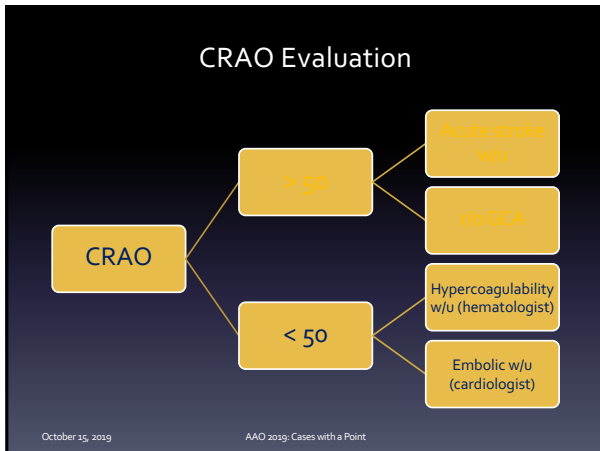 CRAO Evaluation
Acute stroke
w/u
> 50
r/o GCA
CRAO
Hypercoagulability
w/u (hematologist)
< 50
Embolic w/u
(cardiologist)
October 15, 2019
AAO 2019: Cases with a Point